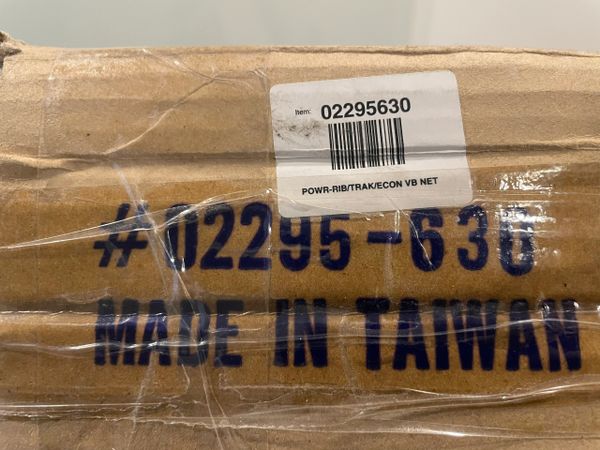 Item: 02295630
POWR-RIB/TRAK/ECON VB NET
#02295-630
MADE IN TAIWAN